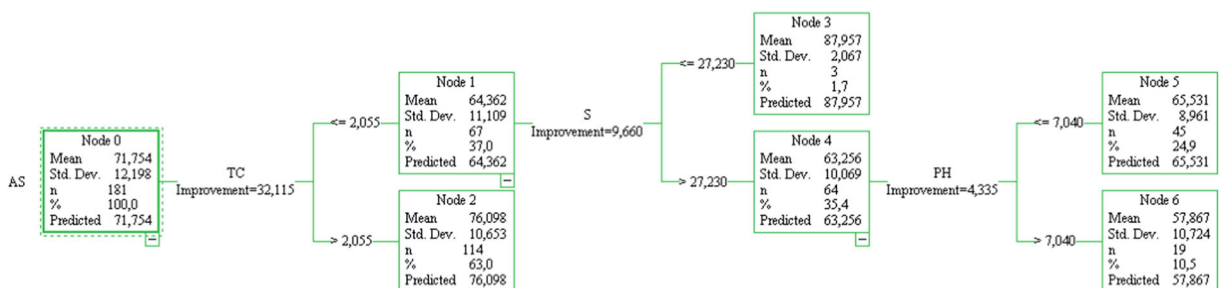 AS
Node 0
Mean 71,754
Std. Dev. 12,198
n 181
% 100,0
Predicted 71,754
TC
Improvement=32,115
<= 2,055
> 2,055
Node 1
Mean 64,362
Std. Dev. 11,109
n 67
% 37,0
Predicted 64,362
Node 2
Mean 76,098
Std. Dev. 10,653
n 114
% 63,0
Predicted 76,098
S
Improvement=9,660
<= 27,230
> 27,230
Node 3
Mean 87,957
Std. Dev. 2,067
n 3
% 1,7
Predicted 87,957
Node 4
Mean 63,256
Std. Dev. 10,069
n 64
% 35,4
Predicted 63,256
PH
Improvement=4,335
<= 7,040
> 7,040
Node 5
Mean 65,531
Std. Dev. 8,961
n 45
% 24,9
Predicted 65,531
Node 6
Mean 57,867
Std. Dev. 10,724
n 19
% 10,5
Predicted 57,867